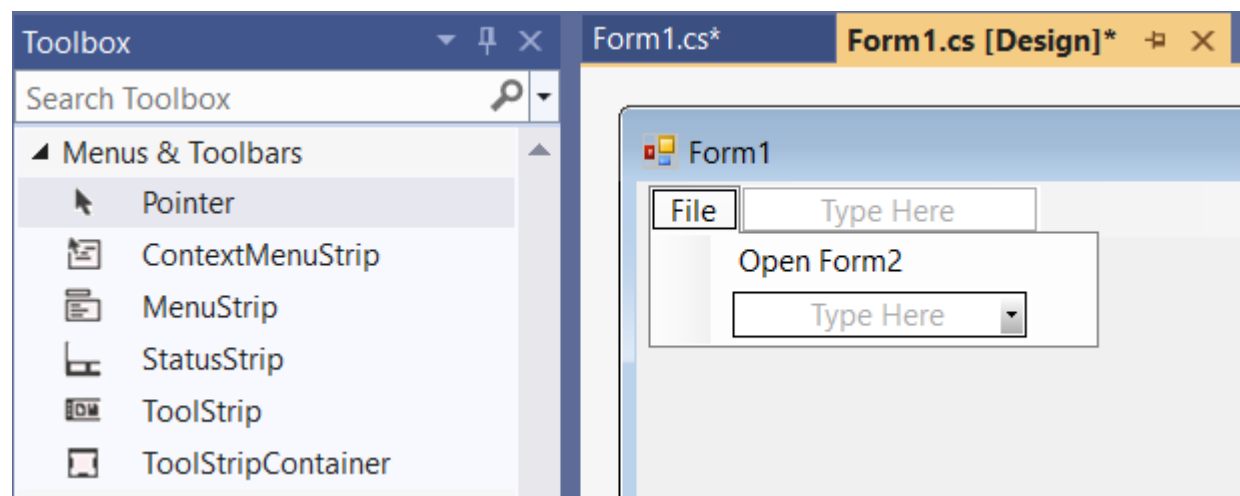 Toolbox
Search Toolbox
Menus & Toolbars
Pointer
ContextMenuStrip
MenuStrip
StatusStrip
ToolStrip
ToolStripContainer
Form1.cs*
Form1.cs [Design]*
Form1
File
Type Here
Open Form2
Type Here